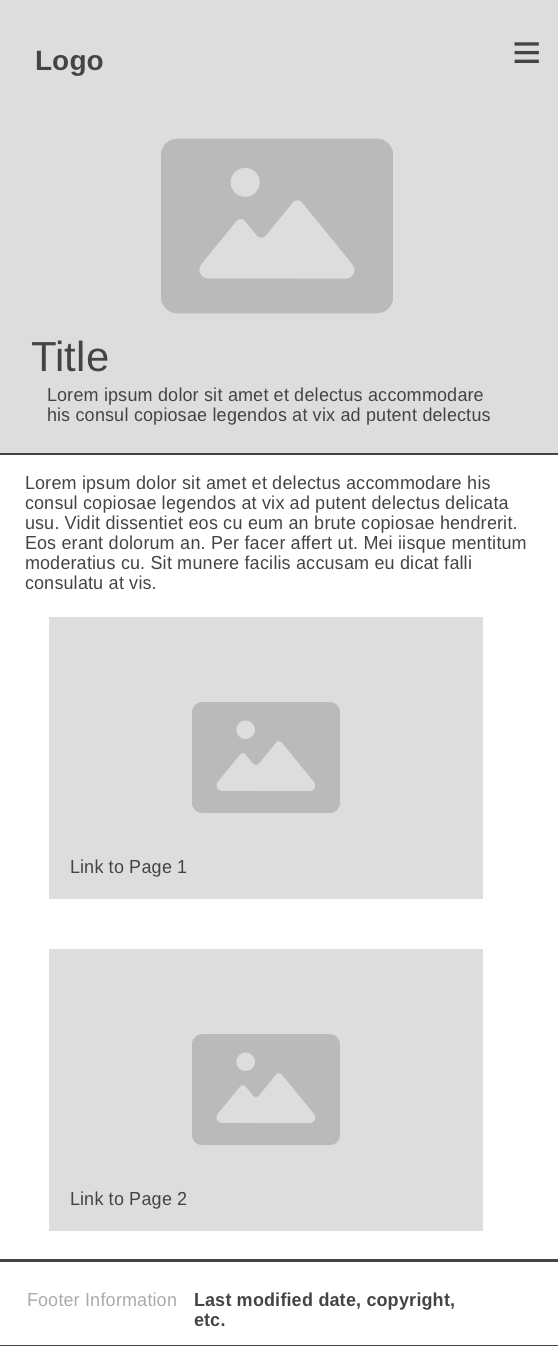 Logo
Title
Lorem ipsum dolor sit amet et delectus accommodare
his consul copiosae legendos at vix ad putent delectus
Lorem ipsum dolor sit amet et delectus accommodare his
consul copiosae legendos at vix ad putent delectus delicata
usu. Vidit dissentiet eos cu eum an brute copiosae hendrerit.
Eos erant dolorum an. Per facer affert ut. Mei iisque mentitum
moderatius cu. Sit munere facilis accusam eu dicat falli
consulatu at vis.
Link to Page 1
Link to Page 2
Footer Information Last modified date, copyright,
etc.